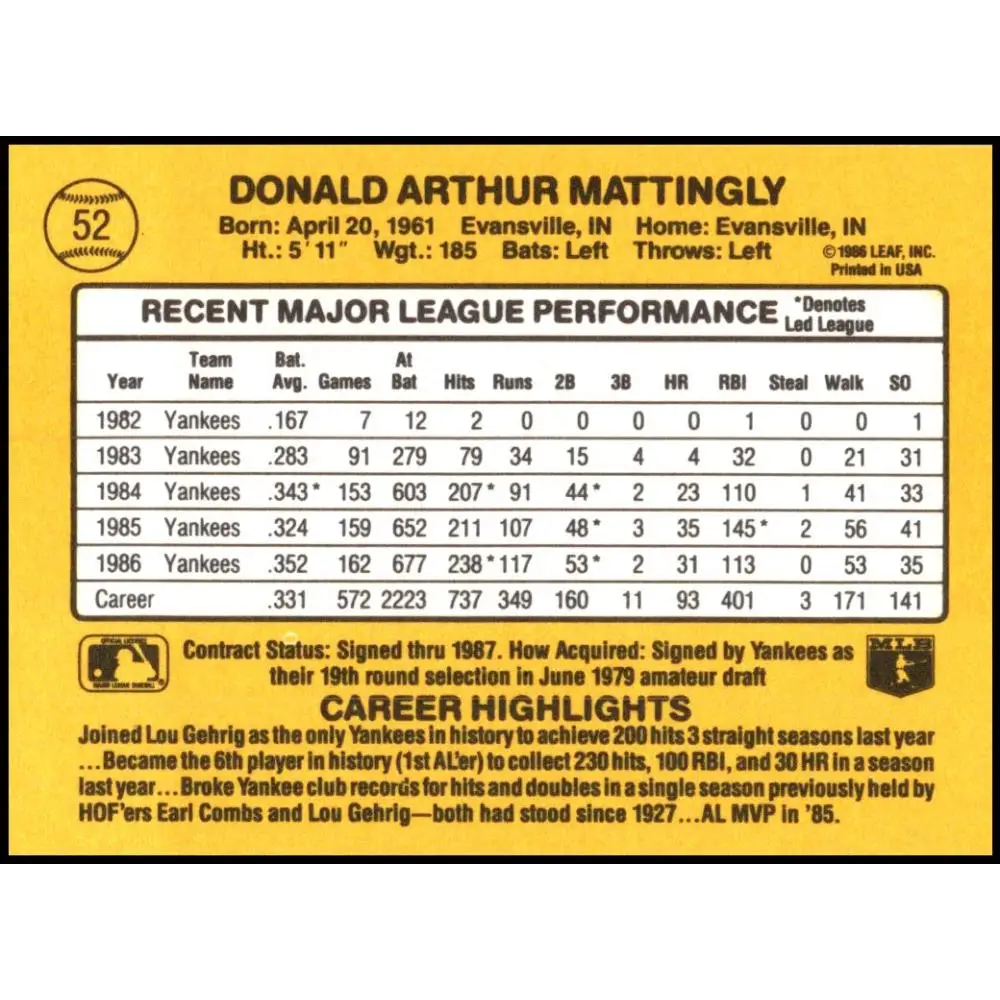 52
DONALD ARTHUR MATTINGLY
Born: April 20, 1961 Evansville, IN Home: Evansville, IN
Ht.: 5' 11" Wgt.: 185 Bats: Left Throws: Left
© 1986 LEAF, INC.
Printed in USA
RECENT MAJOR LEAGUE PERFORMANCE
*Denotes
Led League
Year Team Name Bat. Avg. Games At Bat Hits Runs 2B 3B HR RBI Steal Walk SO
1982 Yankees .167 7 12 2 0 0 0 0 1 0 0 1
1983 Yankees .283 91 279 79 34 15 4 4 32 0 21 31
1984 Yankees .343* 153 603 207* 91 44* 2 23 110 1 41 33
1985 Yankees .324 159 652 211 107 48* 3 35 145* 2 56 41
1986 Yankees .352 162 677 238* 117 53* 2 31 113 0 53 35
Career .331 572 2223 737 349 160 11 93 401 3 171 141
OFFICIAL LICENSEE
MAJOR LEAGUE BASEBALL
Contract Status: Signed thru 1987. How Acquired: Signed by Yankees as
their 19th round selection in June 1979 amateur draft
MLB
CAREER HIGHLIGHTS
Joined Lou Gehrig as the only Yankees in history to achieve 200 hits 3 straight seasons last year
...Became the 6th player in history (1st AL'er) to collect 230 hits, 100 RBI, and 30 HR in a season
last year...Broke Yankee club records for hits and doubles in a single season previously held by
HOF'ers Earl Combs and Lou Gehrig—both had stood since 1927...AL MVP in '85.